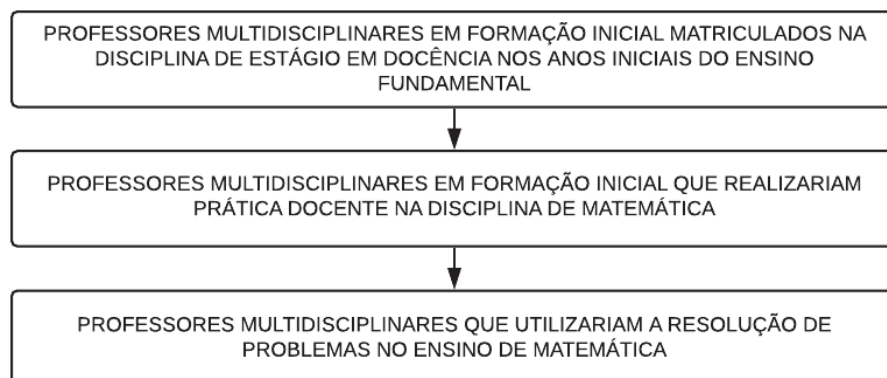 PROFESSORES MULTIDISCIPLINARES EM FORMAÇÃO INICIAL MATRICULADOS NA
DISCIPLINA DE ESTÁGIO EM DOCÊNCIA NOS ANOS INICIAIS DO ENSINO
FUNDAMENTAL
PROFESSORES MULTIDISCIPLINARES EM FORMAÇÃO INICIAL QUE REALIZARIAM
PRÁTICA DOCENTE NA DISCIPLINA DE MATEMÁTICA
PROFESSORES MULTIDISCIPLINARES QUE UTILIZARIAM A RESOLUÇÃO DE
PROBLEMAS NO ENSINO DE MATEMÁTICA